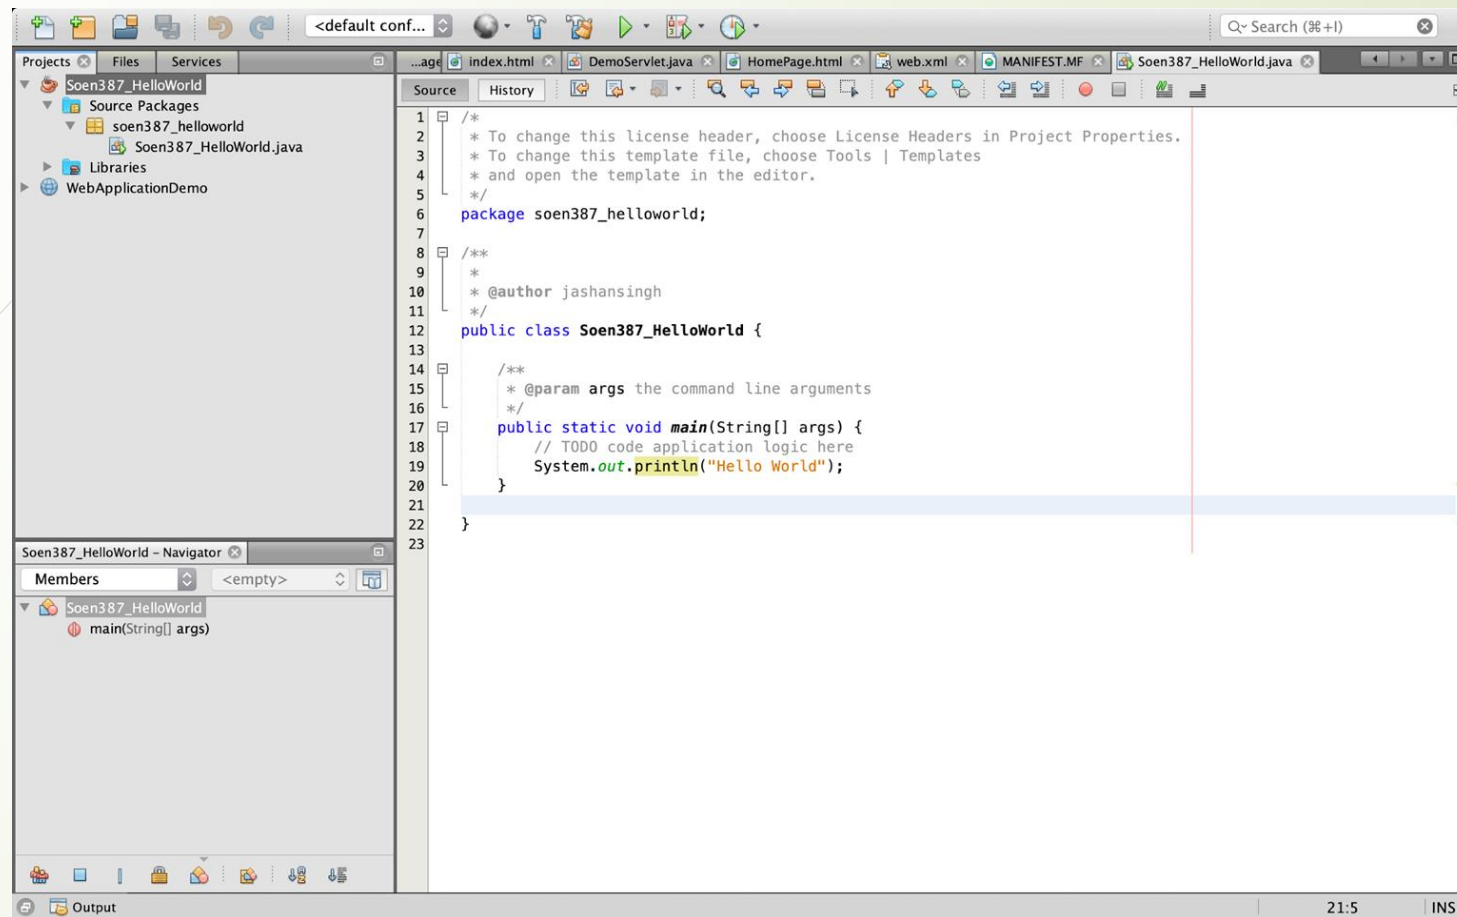 <default conf...
Search (⌘+I)
Projects Files Services
Soen387_HelloWorld
Source Packages
soen387_helloworld
Soen387_HelloWorld.java
Libraries
WebApplicationDemo
...age index.html DemoServlet.java HomePage.html web.xml MANIFEST.MF Soen387_HelloWorld.java
Source History
1 /*
2 * To change this license header, choose License Headers in Project Properties.
3 * To change this template file, choose Tools | Templates
4 * and open the template in the editor.
5 */
6 package soen387_helloworld;
7
8 /**
9 *
10 * @author jashansingh
11 */
12 public class Soen387_HelloWorld {
13
14 /**
15 * @param args the command line arguments
16 */
17 public static void main(String[] args) {
18 // TODO code application logic here
19 System.out.println("Hello World");
20 }
21
22 }
23
Soen387_HelloWorld – Navigator
Members <empty>
Soen387_HelloWorld
main(String[] args)
Output
21:5 INS